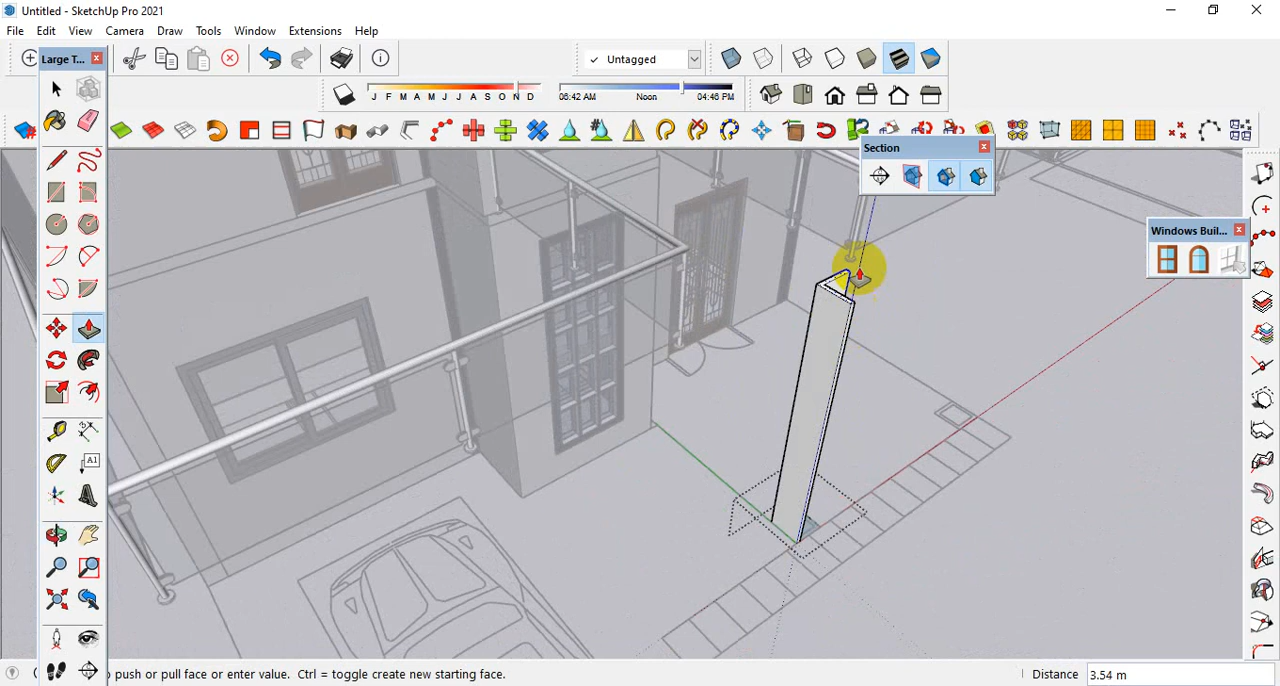 Untitled - SketchUp Pro 2021
File Edit View Camera Draw Tools Window Extensions Help
Large T...
Untagged
J F M A M J J A S O N D
06:42 AM Noon 04:46 PM
Section
Windows Buil...
A1
to push or pull face or enter value. Ctrl = toggle create new starting face.
Distance 3.54 m